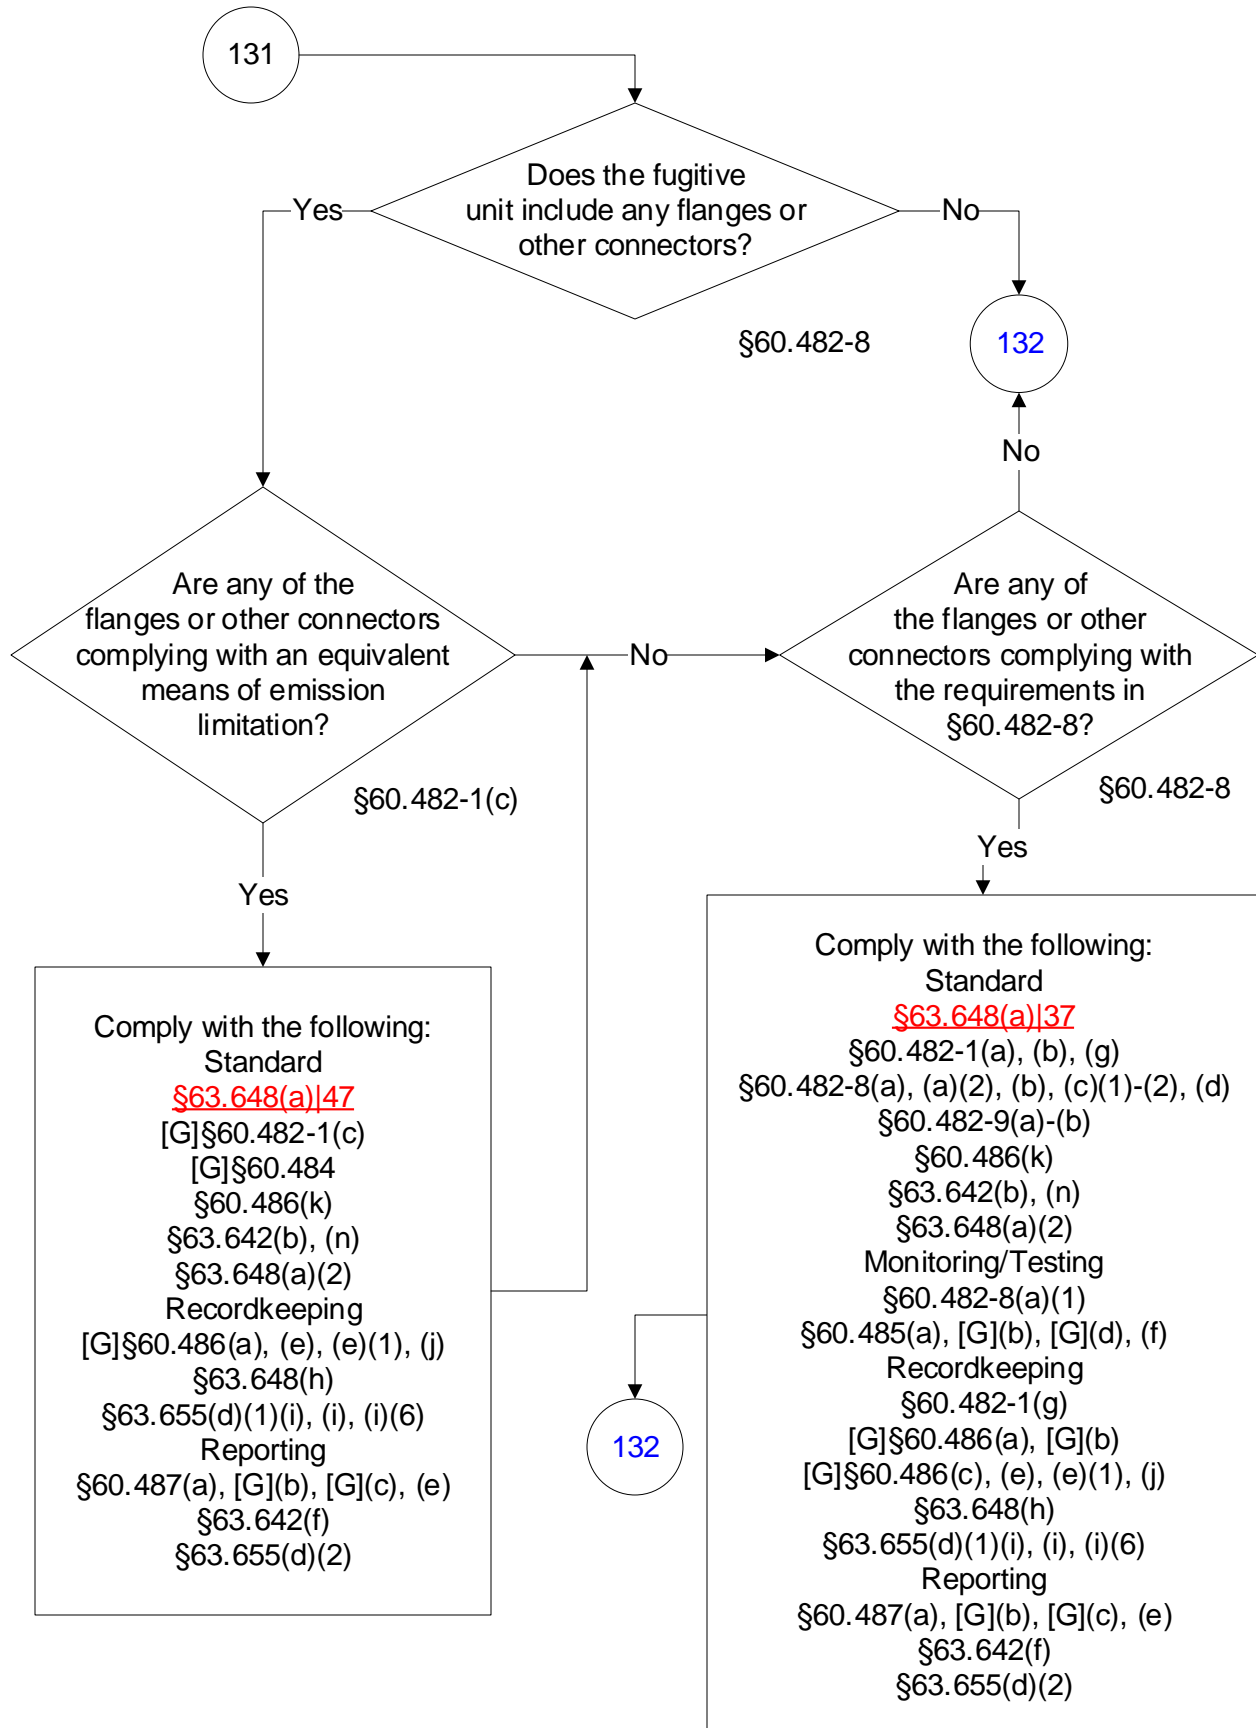 131
Does the fugitive
unit include any flanges or
other connectors?
Yes
No
§60.482-8
132
No
Are any of the
flanges or other connectors
complying with an equivalent
means of emission
limitation?
§60.482-1(c)
No
Are any of
the flanges or other
connectors complying with
the requirements in
§60.482-8?
§60.482-8
Yes
Yes
Comply with the following:
Standard
§63.648(a)|47
[G]§60.482-1(c)
[G]§60.484
§60.486(k)
§63.642(b), (n)
§63.648(a)(2)
Recordkeeping
[G]§60.486(a), (e), (e)(1), (j)
§63.648(h)
§63.655(d)(1)(i), (i), (i)(6)
Reporting
§60.487(a), [G](b), [G](c), (e)
§63.642(f)
§63.655(d)(2)
Comply with the following:
Standard
§63.648(a)|37
§60.482-1(a), (b), (g)
§60.482-8(a), (a)(2), (b), (c)(1)-(2), (d)
§60.482-9(a)-(b)
§60.486(k)
§63.642(b), (n)
§63.648(a)(2)
Monitoring/Testing
§60.482-8(a)(1)
§60.485(a), [G](b), [G](d), (f)
Recordkeeping
§60.482-1(g)
[G]§60.486(a), [G](b)
[G]§60.486(c), (e), (e)(1), (j)
§63.648(h)
§63.655(d)(1)(i), (i), (i)(6)
Reporting
§60.487(a), [G](b), [G](c), (e)
§63.642(f)
§63.655(d)(2)
132